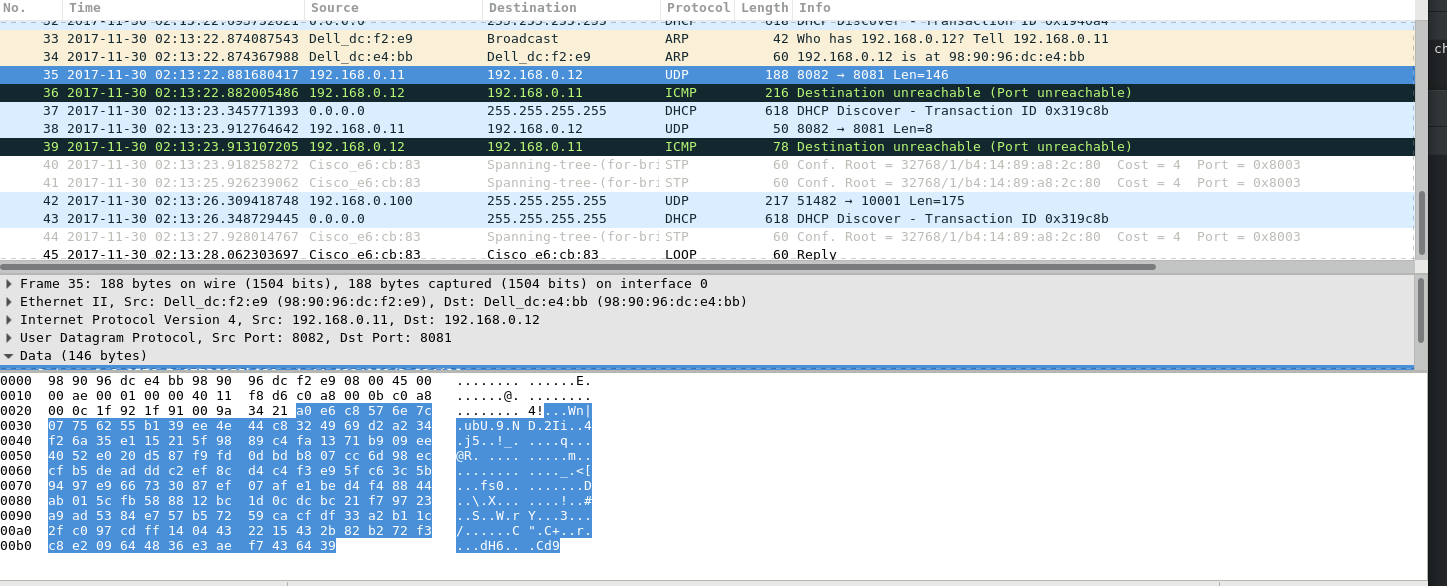 No. Time Source Destination Protocol Length Info
32 2017-11-30 02:13:22.693732621 0.0.0.0 255.255.255.255 DHCP 618 DHCP Discover - Transaction ID 0x1940a4
33 2017-11-30 02:13:22.874087543 Dell_dc:f2:e9 Broadcast ARP 42 Who has 192.168.0.12? Tell 192.168.0.11
34 2017-11-30 02:13:22.874367988 Dell_dc:e4:bb Dell_dc:f2:e9 ARP 60 192.168.0.12 is at 98:90:96:dc:e4:bb
35 2017-11-30 02:13:22.881680417 192.168.0.11 192.168.0.12 UDP 188 8082 → 8081 Len=146
36 2017-11-30 02:13:22.882005486 192.168.0.12 192.168.0.11 ICMP 216 Destination unreachable (Port unreachable)
37 2017-11-30 02:13:23.345771393 0.0.0.0 255.255.255.255 DHCP 618 DHCP Discover - Transaction ID 0x319c8b
38 2017-11-30 02:13:23.912764642 192.168.0.11 192.168.0.12 UDP 50 8082 → 8081 Len=8
39 2017-11-30 02:13:23.913107205 192.168.0.12 192.168.0.11 ICMP 78 Destination unreachable (Port unreachable)
40 2017-11-30 02:13:23.918258272 Cisco_e6:cb:83 Spanning-tree-(for-bri STP 60 Conf. Root = 32768/1/b4:14:89:a8:2c:80 Cost = 4 Port = 0x8003
41 2017-11-30 02:13:25.926239062 Cisco_e6:cb:83 Spanning-tree-(for-bri STP 60 Conf. Root = 32768/1/b4:14:89:a8:2c:80 Cost = 4 Port = 0x8003
42 2017-11-30 02:13:26.309418748 192.168.0.100 255.255.255.255 UDP 217 51482 → 10001 Len=175
43 2017-11-30 02:13:26.348729445 0.0.0.0 255.255.255.255 DHCP 618 DHCP Discover - Transaction ID 0x319c8b
44 2017-11-30 02:13:27.928014767 Cisco_e6:cb:83 Spanning-tree-(for-bri STP 60 Conf. Root = 32768/1/b4:14:89:a8:2c:80 Cost = 4 Port = 0x8003
45 2017-11-30 02:13:28.062303697 Cisco_e6:cb:83 Cisco_e6:cb:83 LOOP 60 Reply
Frame 35: 188 bytes on wire (1504 bits), 188 bytes captured (1504 bits) on interface 0
Ethernet II, Src: Dell_dc:f2:e9 (98:90:96:dc:f2:e9), Dst: Dell_dc:e4:bb (98:90:96:dc:e4:bb)
Internet Protocol Version 4, Src: 192.168.0.11, Dst: 192.168.0.12
User Datagram Protocol, Src Port: 8082, Dst Port: 8081
Data (146 bytes)
0000 98 90 96 dc e4 bb 98 90 96 dc f2 e9 08 00 45 00 ........ ......E.
0010 00 ae 00 01 00 00 40 11 f8 d6 c0 a8 00 0b c0 a8 ......@. ........
0020 00 0c 1f 92 1f 91 00 9a 34 21 a0 e6 c8 57 6e 7c ........ 4!...Wn|
0030 07 75 62 55 b1 39 ee 4e 44 c8 32 49 69 d2 a2 34 .ubU.9.N D.2Ii..4
0040 f2 6a 35 e1 15 21 5f 98 89 c4 fa 13 71 b9 09 ee .j5..!_. ....q...
0050 40 52 e0 20 d5 87 f9 fd 0d bd b8 07 cc 6d 98 ec @R. .... .....m..
0060 cf b5 de ad dd c2 ef 8c d4 c4 f3 e9 5f c6 3c 5b ........ ...._.<[
0070 94 97 e9 66 73 30 87 ef 07 af e1 be d4 f4 88 44 ...fs0.. .......D
0080 ab 01 5c fb 58 88 12 bc 1d 0c dc bc 21 f7 97 23 ..\.X... ....!..#
0090 a9 ad 53 84 e7 57 b5 72 59 ca cf df 33 a2 b1 1c ..S..W.r Y...3...
00a0 2f c0 97 cd ff 14 04 43 22 15 43 2b 82 b2 72 f3 /......C ".C+..r.
00b0 c8 e2 09 64 48 36 e3 ae f7 43 64 39 ...dH6.. .Cd9